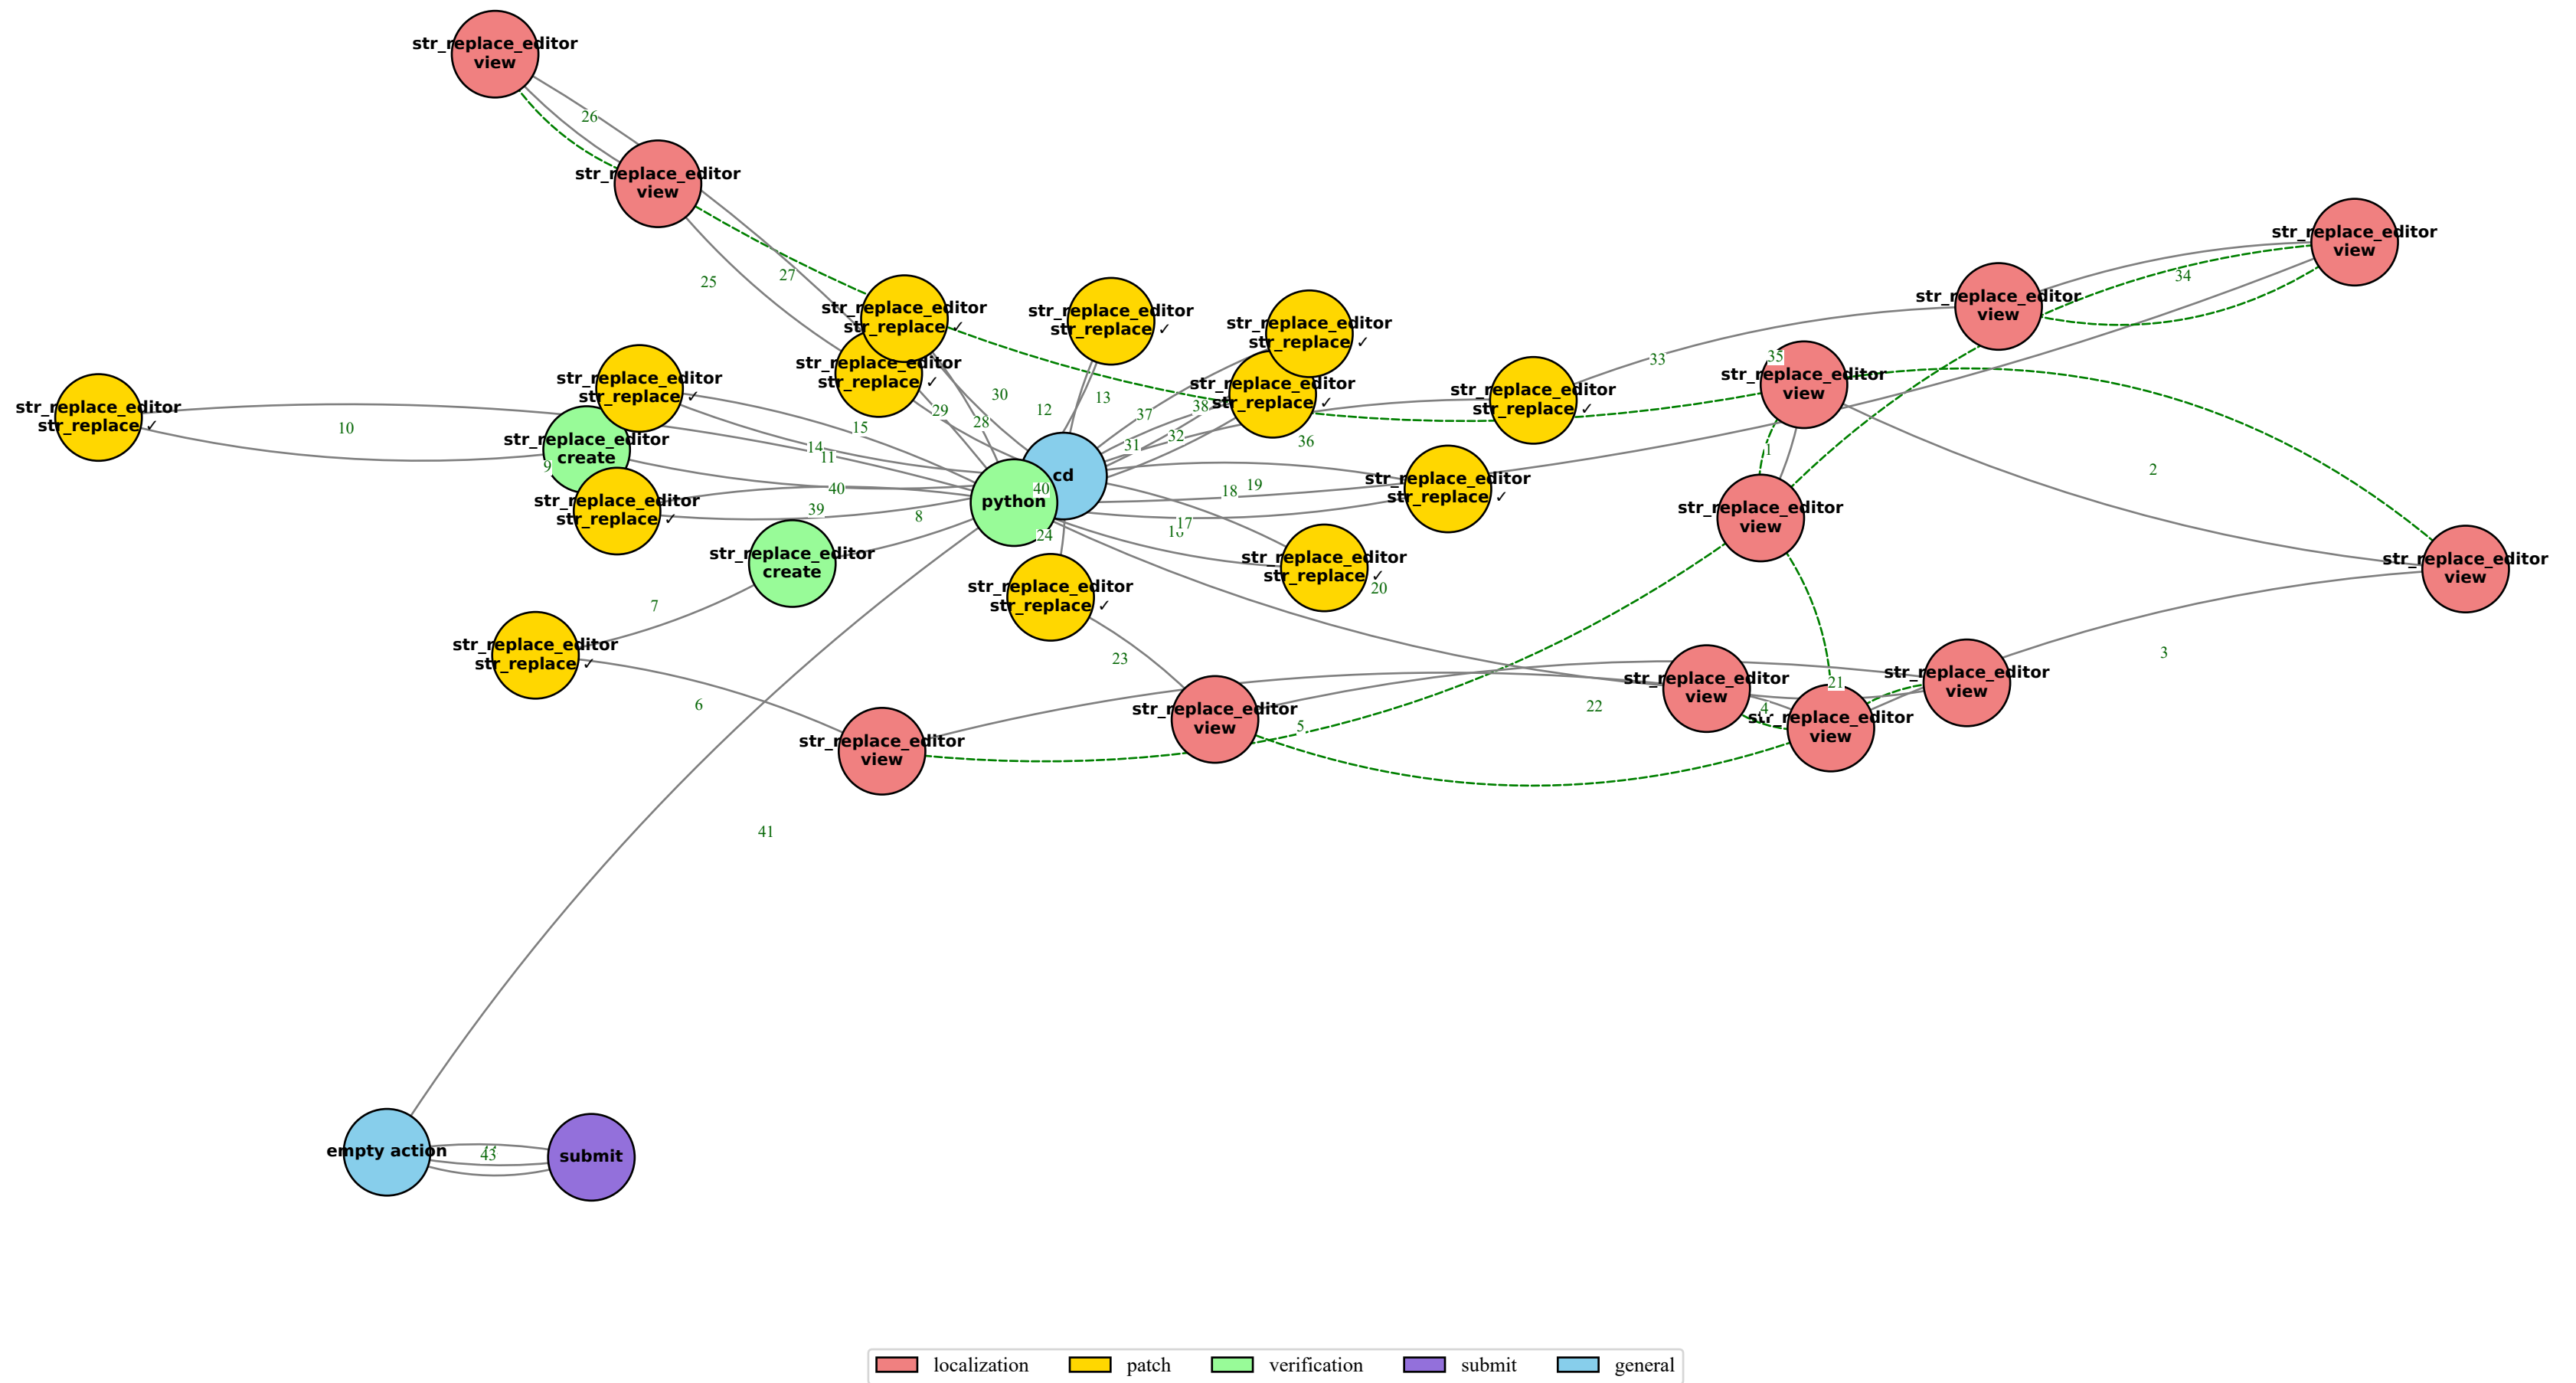 str_replace_editor
view
26
str_replace_editor
view
25
27
str_replace_editor
view
34
str_replace_editor
view
33
35
str_replace_editor
view
str_replace_editor
str_replace ✓
str_replace_editor
str_replace ✓
str_replace_editor
str_replace ✓
str_replace_editor
str_replace ✓
str_replace_editor
str_replace ✓
str_replace_editor
str_replace ✓
str_replace_editor
str_replace ✓
str_replace_editor
str_replace ✓
str_replace_editor
create
10
9
15
14
11
29
28
30
12
13
37
38
31
32
36
1
2
cd
python
40
40
39
8
24
18
19
17
str_replace_editor
str_replace ✓
str_replace_editor
str_replace ✓
str_replace_editor
view
str_replace_editor
create
str_replace_editor
str_replace ✓
20
str_replace_editor
view
str_replace_editor
str_replace ✓
7
str_replace_editor
str_replace ✓
23
6
3
str_replace_editor
view
str_replace_editor
view
21
4
str_replace_editor
view
22
5
str_replace_editor
view
str_replace_editor
view
41
empty action
43
submit
localization
patch
verification
submit
general